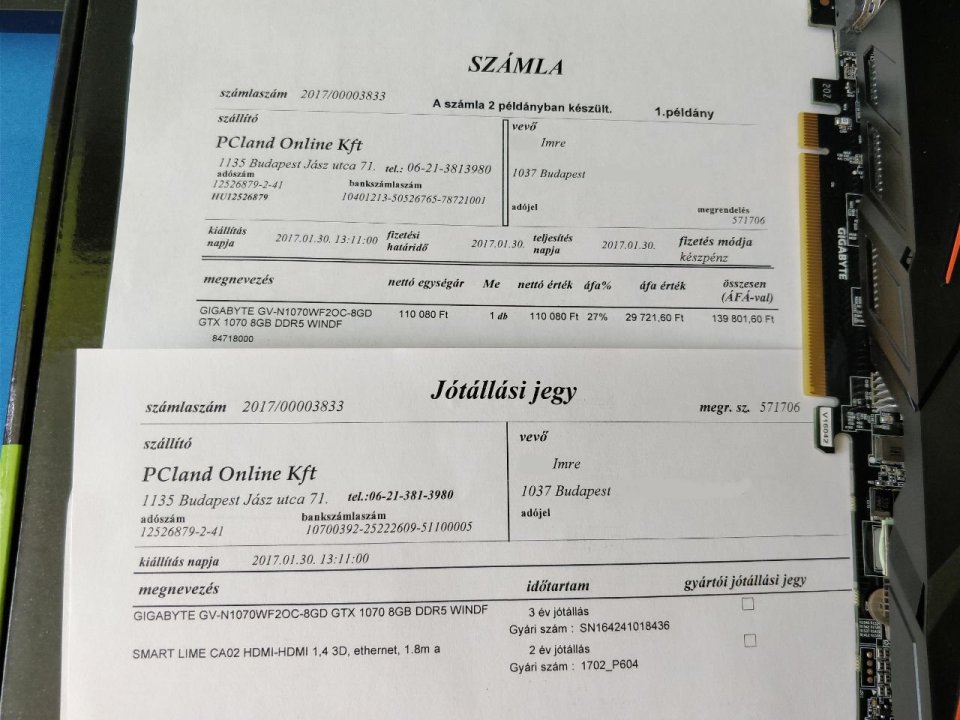 SZÁMLA
számlaszám 2017/00003833
A számla 2 példányban készült. 1.példány
szállító
PCland Online Kft
1135 Budapest Jász utca 71. tel.: 06-21-3813980
adószám bankszámlaszám
12526879-2-41 10401213-50526765-78721001
HU12526879
vevő
Imre
1037 Budapest
adójel
megrendelés
571706
kiállítás napja 2017.01.30. 13:11:00 fizetési határidő 2017.01.30. teljesítés napja 2017.01.30. fizetés módja
készpénz
megnevezés nettó egységár Me nettó érték áfa% áfa érték összesen
(ÁFÁ-val)
GIGABYTE GV-N1070WF2OC-8GD 110 080 Ft 1 db 110 080 Ft 27% 29 721,60 Ft 139 801,60 Ft
GTX 1070 8GB DDR5 WINDF
84718000
Jótállási jegy
számlaszám 2017/00003833 megr. sz. 571706
szállító
PCland Online Kft
1135 Budapest Jász utca 71. tel.:06-21-381-3980
adószám bankszámlaszám
12526879-2-41 10700392-25222609-51100005
vevő
Imre
1037 Budapest
adójel
kiállítás napja 2017.01.30. 13:11:00
megnevezés időtartam gyártói jótállási jegy
GIGABYTE GV-N1070WF2OC-8GD GTX 1070 8GB DDR5 WINDF 3 év jótállás
Gyári szám : SN164241018436
SMART LIME CA02 HDMI-HDMI 1,4 3D, ethernet, 1.8m a 2 év jótállás
Gyári szám : 1702_P604
202
GIGABYTE
V16042